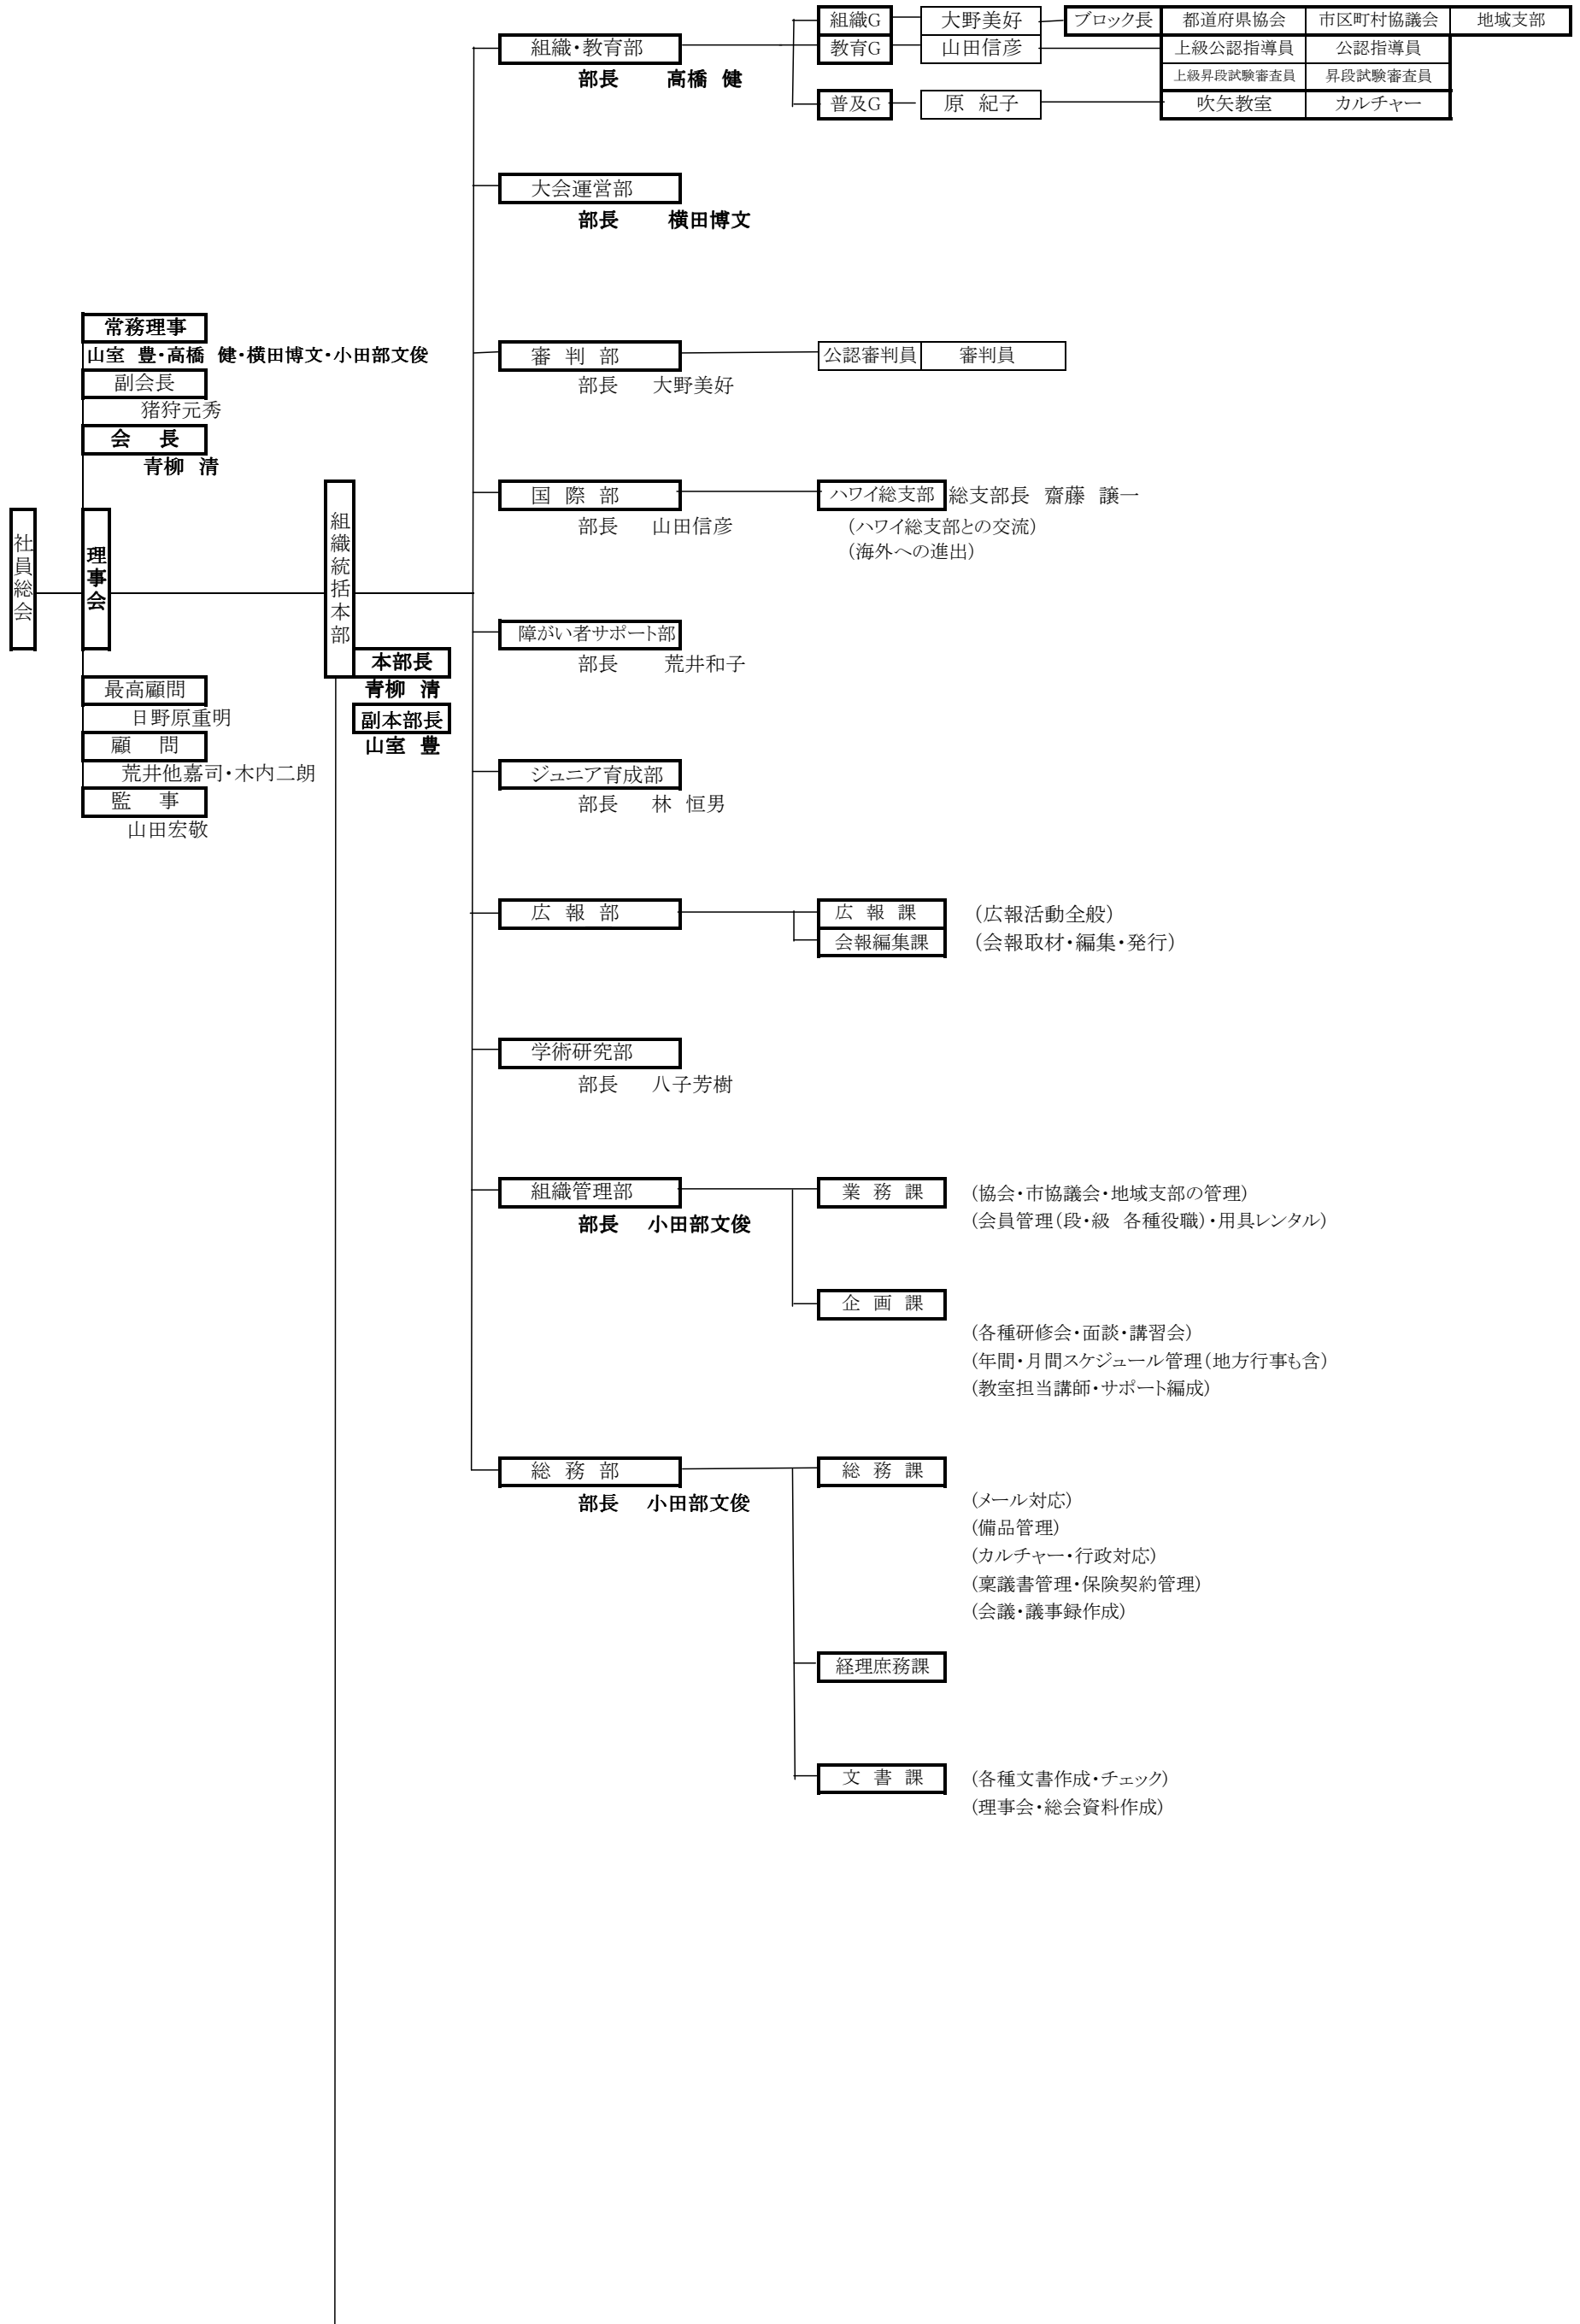 組織G 大野美好 ブロック長 都道府県協会 市区町村協議会 地域支部
組織・教育部 教育G 山田信彦 上級公認指導員 公認指導員
部長 高橋 健 上級昇段試験審査員 昇段試験審査員
普及G 原 紀子 吹矢教室 カルチャー
大会運営部
部長 横田博文
常務理事
山室 豊・高橋 健・横田博文・小田部文俊
副会長
猪狩元秀
会 長
青柳 清
審 判 部 公認審判員 審判員
部長 大野美好
国 際 部 ハワイ総支部 総支部長 齋藤 譲一
部長 山田信彦 (ハワイ総支部との交流)
(海外への進出)
社員総会
理事会
組織統括本部
本部長
青柳 清
副本部長
山室 豊
最高顧問
日野原重明
顧 問
荒井他嘉司・木内二朗
監 事
山田宏敬
障がい者サポート部
部長 荒井和子
ジュニア育成部
部長 林 恒男
広 報 部 広 報 課 (広報活動全般)
会報編集課 (会報取材・編集・発行)
学術研究部
部長 八子芳樹
組織管理部 業 務 課 (協会・市協議会・地域支部の管理)
部長 小田部文俊 (会員管理(段・級 各種役職)・用具レンタル)
企 画 課
(各種研修会・面談・講習会)
(年間・月間スケジュール管理(地方行事も含)
(教室担当講師・サポート編成)
総 務 部 総 務 課
部長 小田部文俊 (メール対応)
(備品管理)
(カルチャー・行政対応)
(稟議書管理・保険契約管理)
(会議・議事録作成)
経理庶務課
文 書 課 (各種文書作成・チェック)
(理事会・総会資料作成)